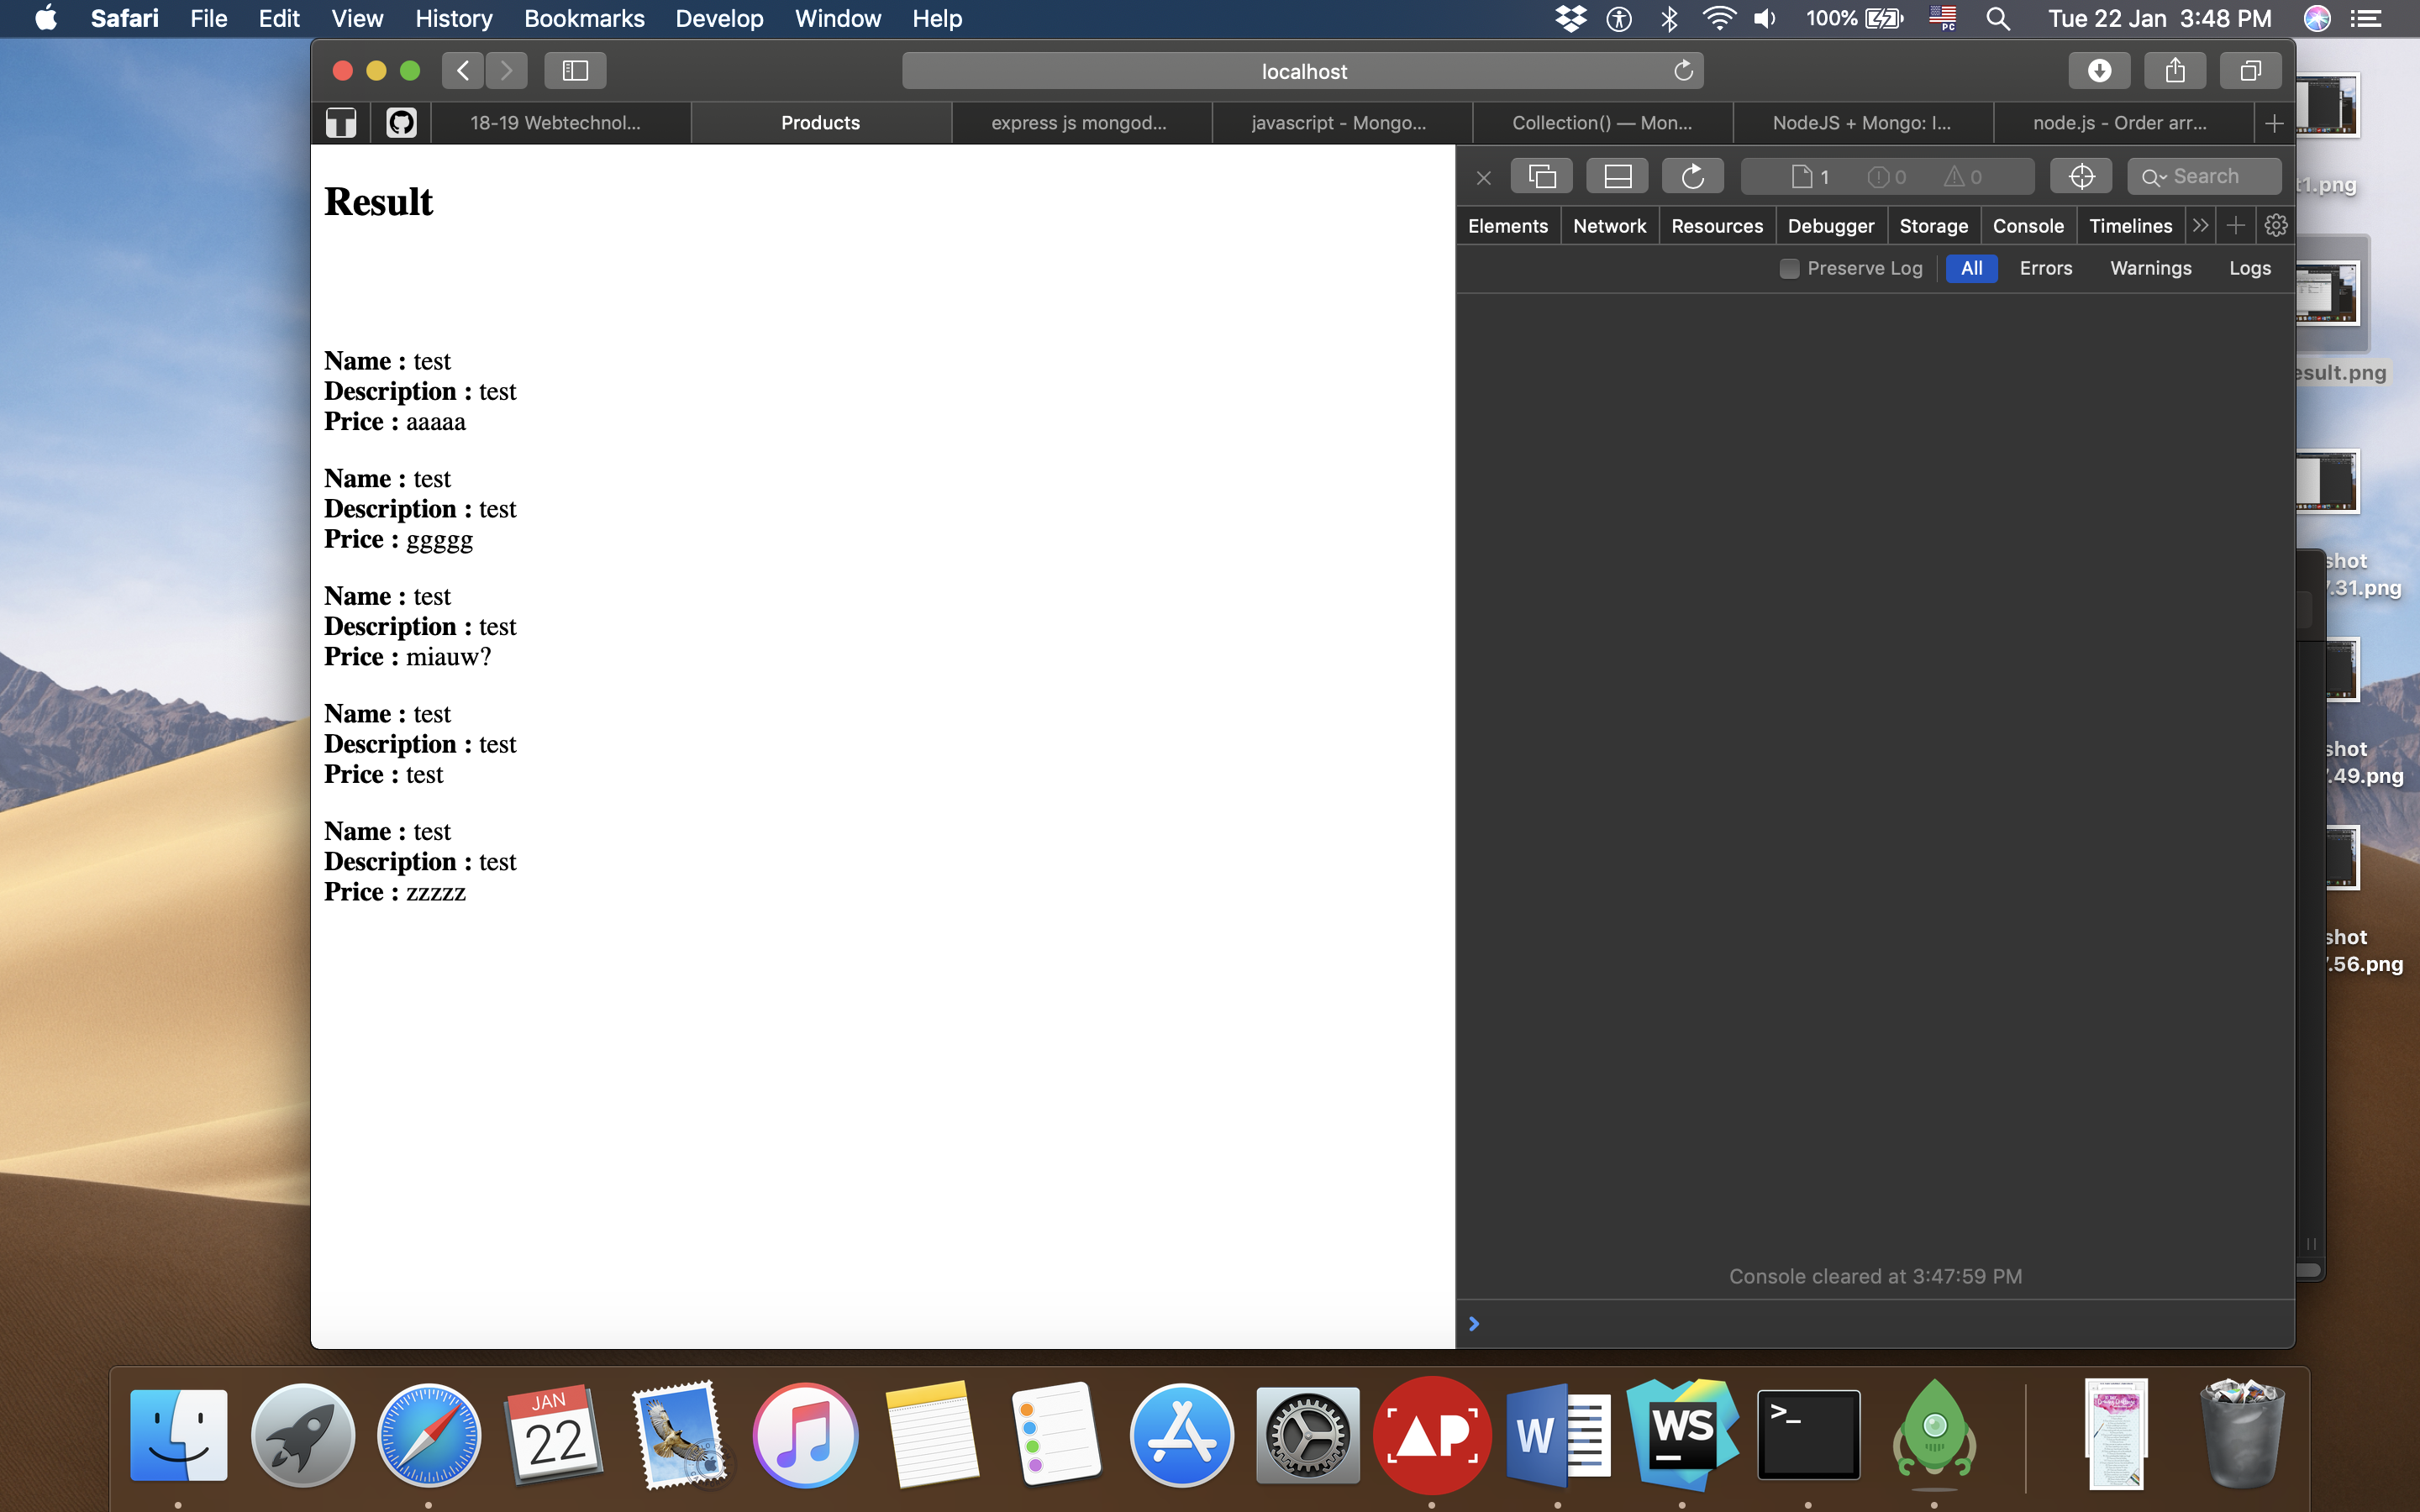 Safari File Edit View History Bookmarks Develop Window Help 100% PC Tue 22 Jan 3:48 PM
localhost
18-19 Webtechnol... Products express js mongod... javascript - Mongo... Collection() — Mon... NodeJS + Mongo: I... node.js - Order arr...
1 0 0 Search
Elements Network Resources Debugger Storage Console Timelines
Preserve Log All Errors Warnings Logs
Result
Name : test
Description : test
Price : aaaaa
Name : test
Description : test
Price : ggggg
Name : test
Description : test
Price : miauw?
Name : test
Description : test
Price : test
Name : test
Description : test
Price : zzzzz
Console cleared at 3:47:59 PM
t1.png
esult.png
shot
.31.png
shot
.49.png
shot
.56.png
JAN
22
AP
W
WS
>_